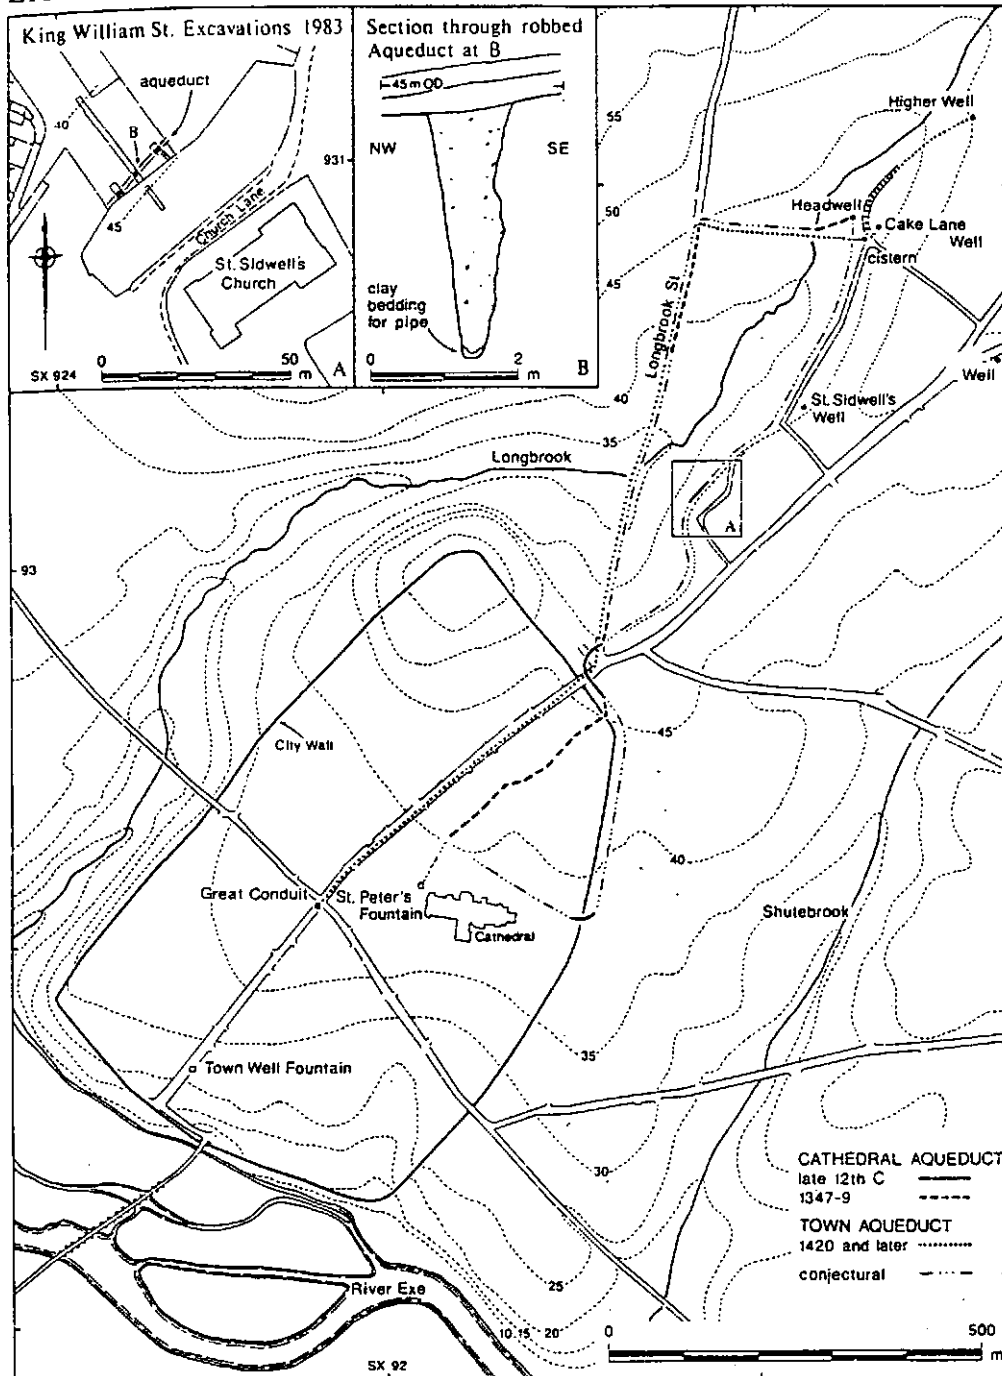 King William St. Excavations 1983
aqueduct
40
B
45
Church Lane
St. Sidwell's
Church
0
50
m
A
SX 924
Section through robbed
Aqueduct at B
45m OD
NW
SE
931
clay
bedding
for pipe
0
2
m
B
Higher Well
55
50
Headwell
Cake Lane
Well
cistern
45
Longbrook St
Well
40
St. Sidwell's
Well
35
Longbrook
A
93
City Wall
45
40
Great Conduit
St. Peter's
Fountain
Cathedral
Shutebrook
35
Town Well Fountain
30
CATHEDRAL AQUEDUCT
late 12th C
1347-9
TOWN AQUEDUCT
1420 and later
conjectural
25
River Exe
10
15
20
0
500
m
SX 92